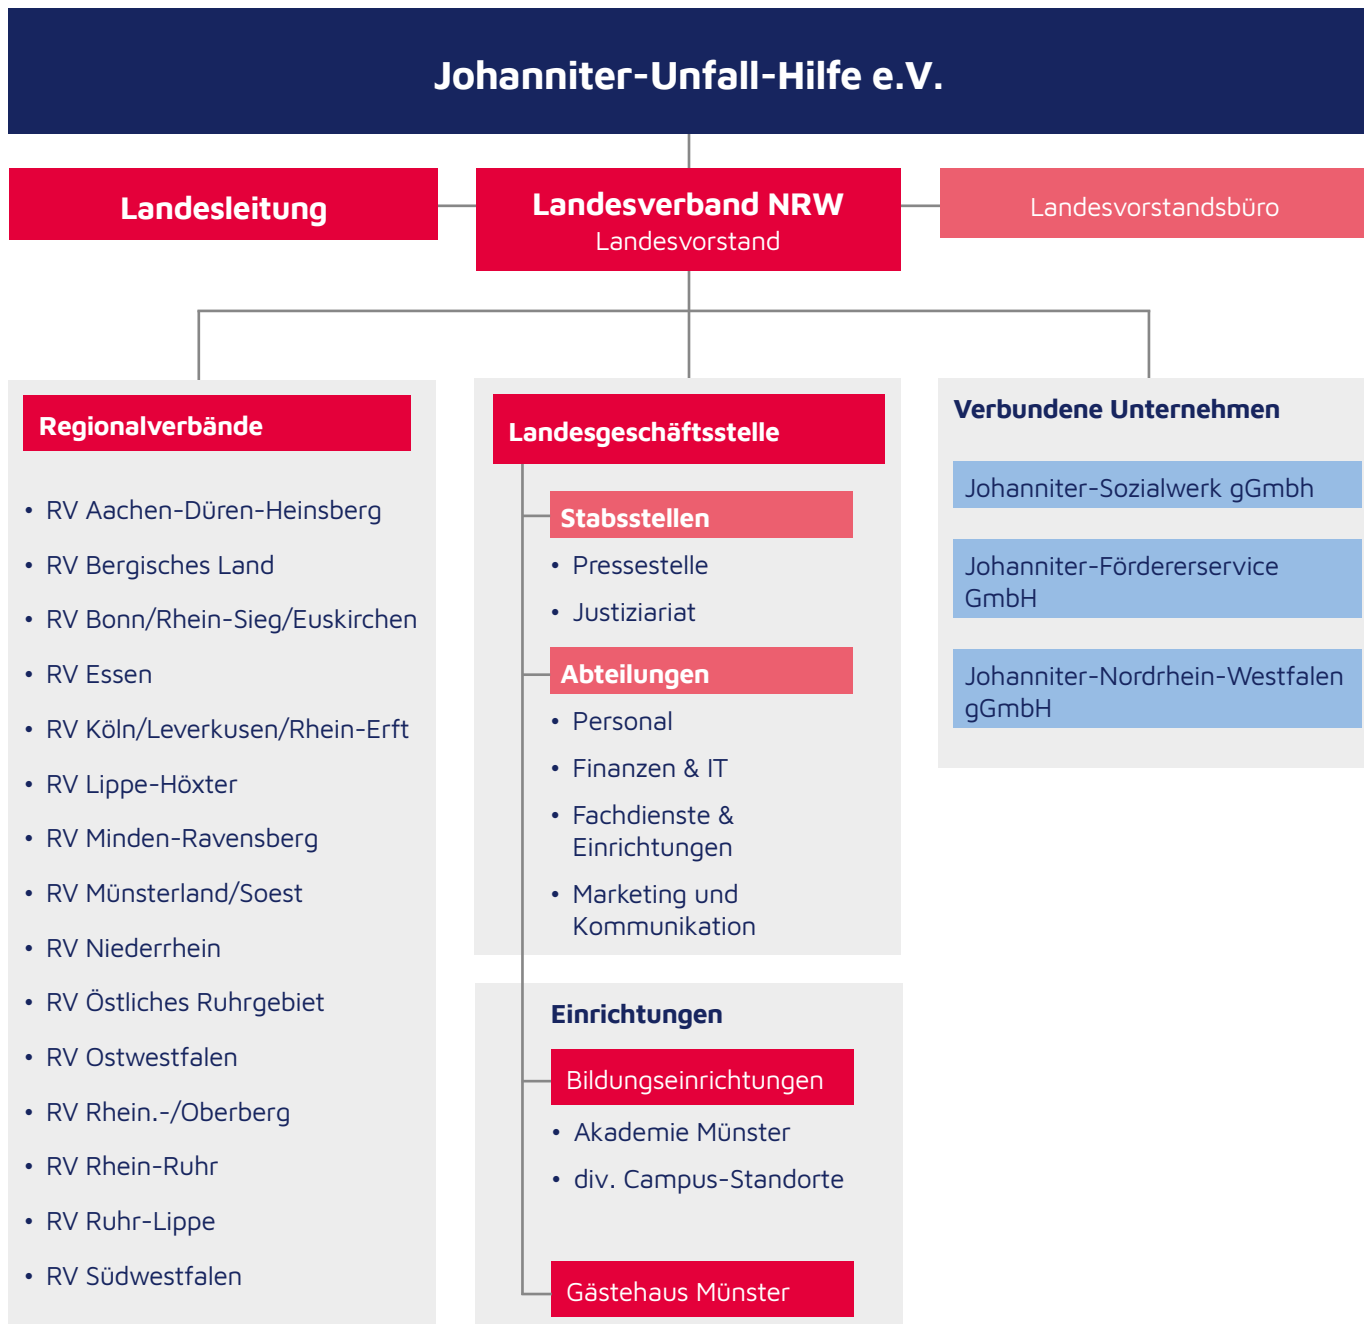 Johanniter-Unfall-Hilfe e.V.
Landesleitung
Landesverband NRW
Landesvorstand
Landesvorstandsbüro
Regionalverbände
• RV Aachen-Düren-Heinsberg
• RV Bergisches Land
• RV Bonn/Rhein-Sieg/Euskirchen
• RV Essen
• RV Köln/Leverkusen/Rhein-Erft
• RV Lippe-Höxter
• RV Minden-Ravensberg
• RV Münsterland/Soest
• RV Niederrhein
• RV Östliches Ruhrgebiet
• RV Ostwestfalen
• RV Rhein.-/Oberberg
• RV Rhein-Ruhr
• RV Ruhr-Lippe
• RV Südwestfalen
Landesgeschäftsstelle
Stabsstellen
• Pressestelle
• Justiziariat
Abteilungen
• Personal
• Finanzen & IT
• Fachdienste &
Einrichtungen
• Marketing und
Kommunikation
Einrichtungen
Bildungseinrichtungen
• Akademie Münster
• div. Campus-Standorte
Gästehaus Münster
Verbundene Unternehmen
Johanniter-Sozialwerk gGmbh
Johanniter-Fördererservice
GmbH
Johanniter-Nordrhein-Westfalen
gGmbH